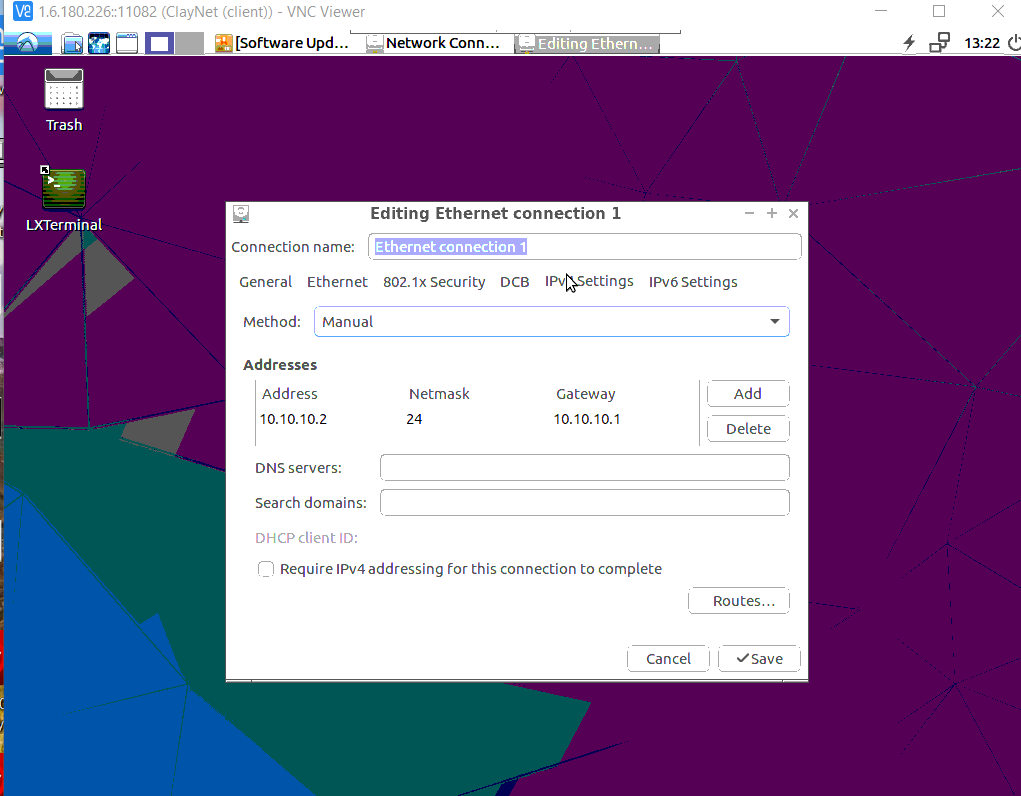 1.6.180.226::11082 (ClayNet (client)) - VNC Viewer
[Software Upd... Network Conn... Editing Ethern... 13:22
Trash
LXTerminal
Editing Ethernet connection 1
Connection name: Ethernet connection 1
General Ethernet 802.1x Security DCB IPv4 Settings IPv6 Settings
Method: Manual
Addresses
Address Netmask Gateway Add
10.10.10.2 24 10.10.10.1
Delete
DNS servers:
Search domains:
DHCP client ID:
Require IPv4 addressing for this connection to complete
Routes...
Cancel Save